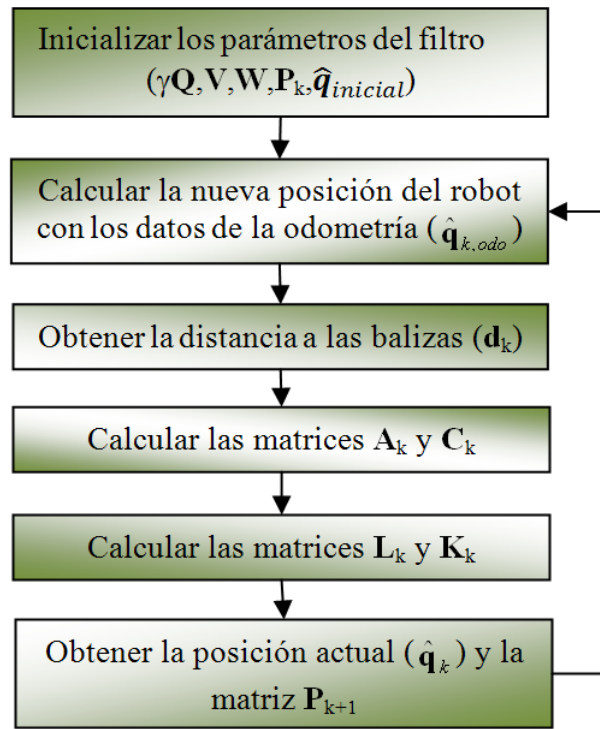 Inicializar los parámetros del filtro
(γQ,V,W,Pₖ,q̂inicial)
Calcular la nueva posición del robot
con los datos de la odometría (q̂k,odo)
Obtener la distancia a las balizas (dₖ)
Calcular las matrices Aₖ y Cₖ
Calcular las matrices Lₖ y Kₖ
Obtener la posición actual (q̂ₖ) y la
matriz Pₖ₊₁